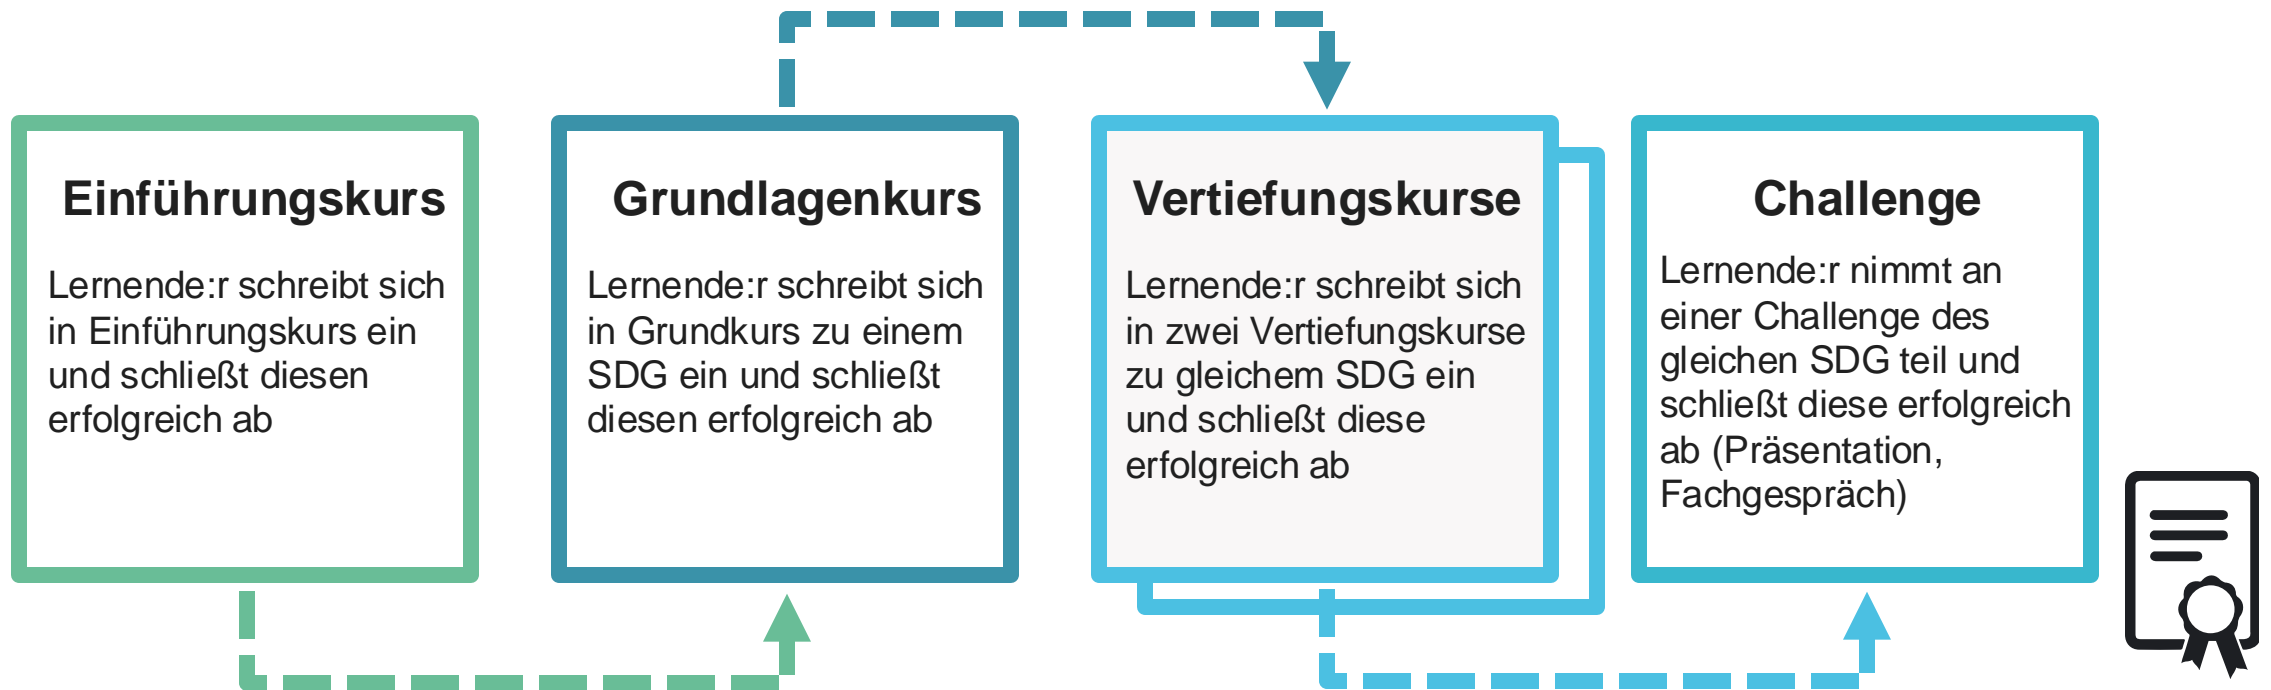 Einführungskurs
Lernende:r schreibt sich
in Einführungskurs ein
und schließt diesen
erfolgreich ab
Grundlagenkurs
Lernende:r schreibt sich
in Grundkurs zu einem
SDG ein und schließt
diesen erfolgreich ab
Vertiefungskurse
Lernende:r schreibt sich
in zwei Vertiefungskurse
zu gleichem SDG ein
und schließt diese
erfolgreich ab
Challenge
Lernende:r nimmt an
einer Challenge des
gleichen SDG teil und
schließt diese erfolgreich
ab (Präsentation,
Fachgespräch)